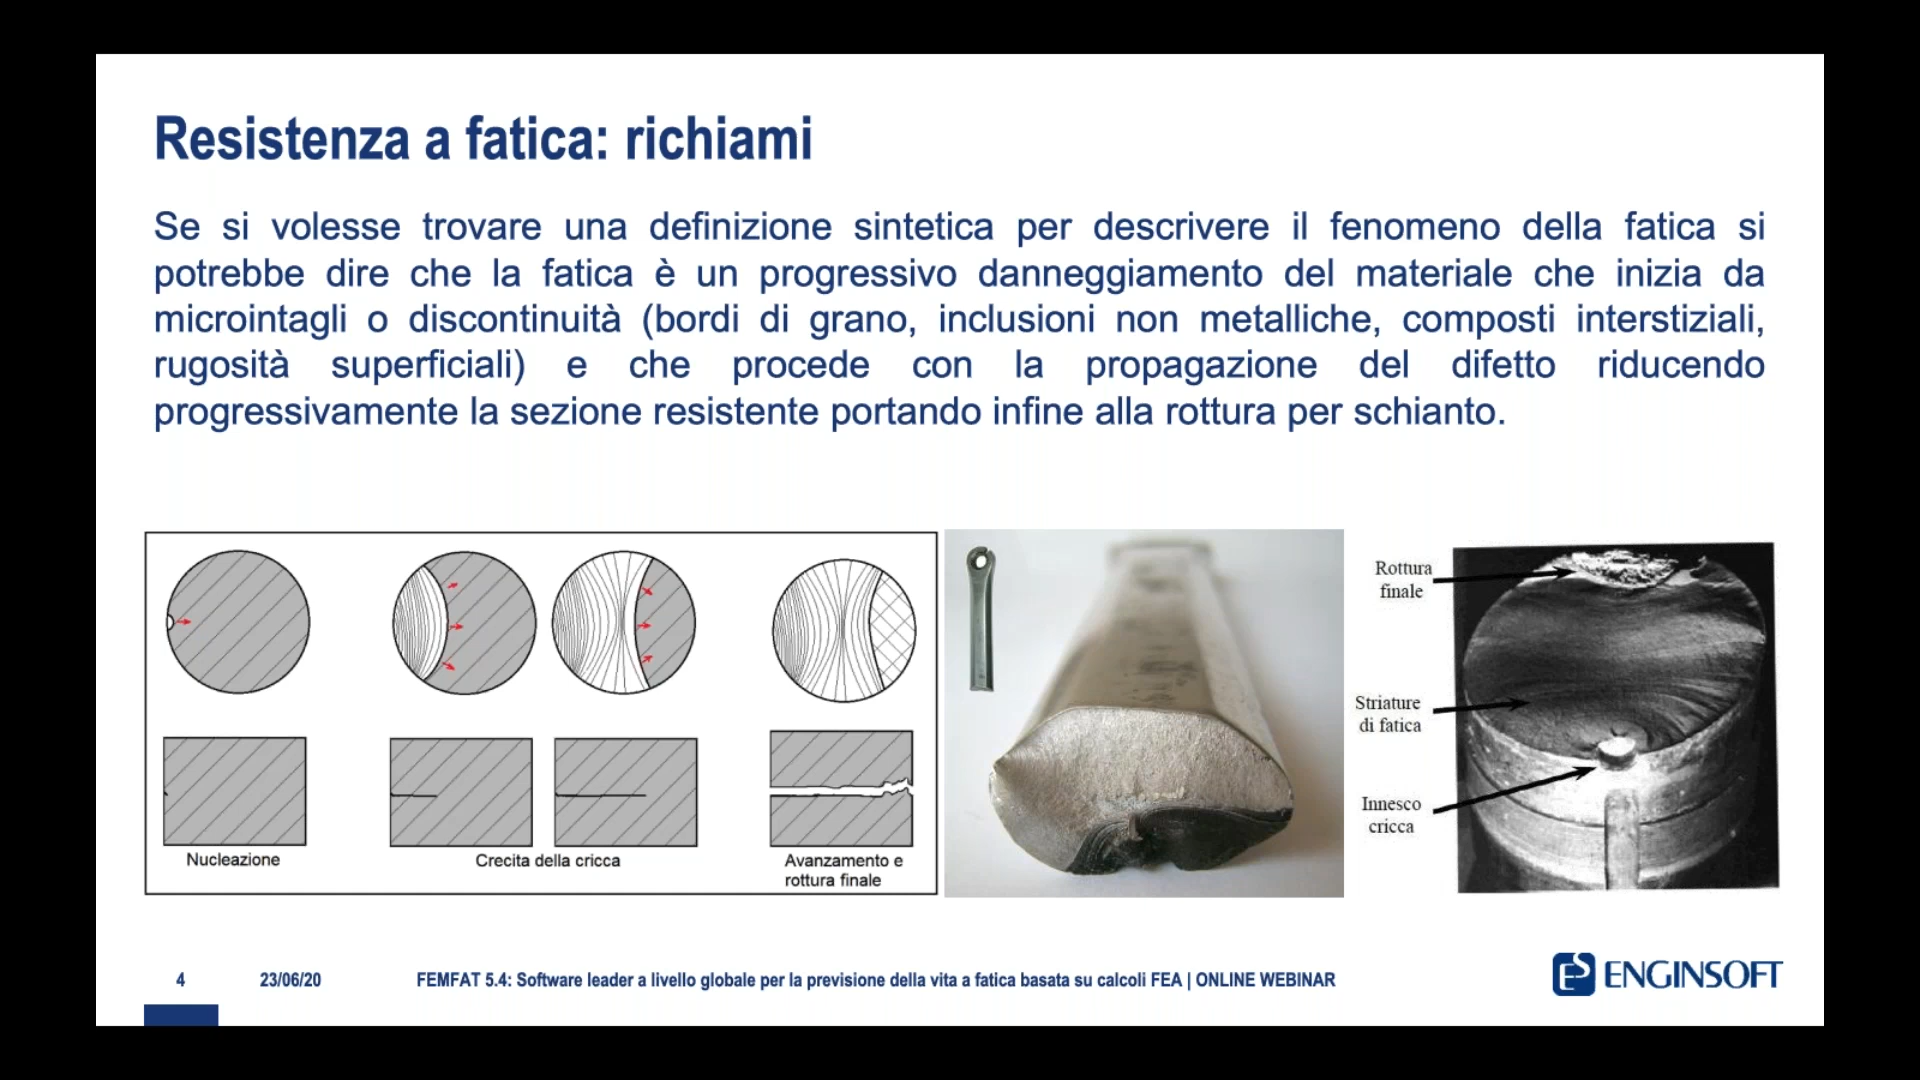 Resistenza a fatica: richiami
Se si volesse trovare una definizione sintetica per descrivere il fenomeno della fatica si
potrebbe dire che la fatica è un progressivo danneggiamento del materiale che inizia da
microintagli o discontinuità (bordi di grano, inclusioni non metalliche, composti interstiziali,
rugosità superficiali) e che procede con la propagazione del difetto riducendo
progressivamente la sezione resistente portando infine alla rottura per schianto.
Nucleazione
Crecita della cricca
Avanzamento e
rottura finale
Rottura
finale
Striature
di fatica
Innesco
cricca
4
23/06/20
FEMFAT 5.4: Software leader a livello globale per la previsione della vita a fatica basata su calcoli FEA | ONLINE WEBINAR
ES ENGINSOFT